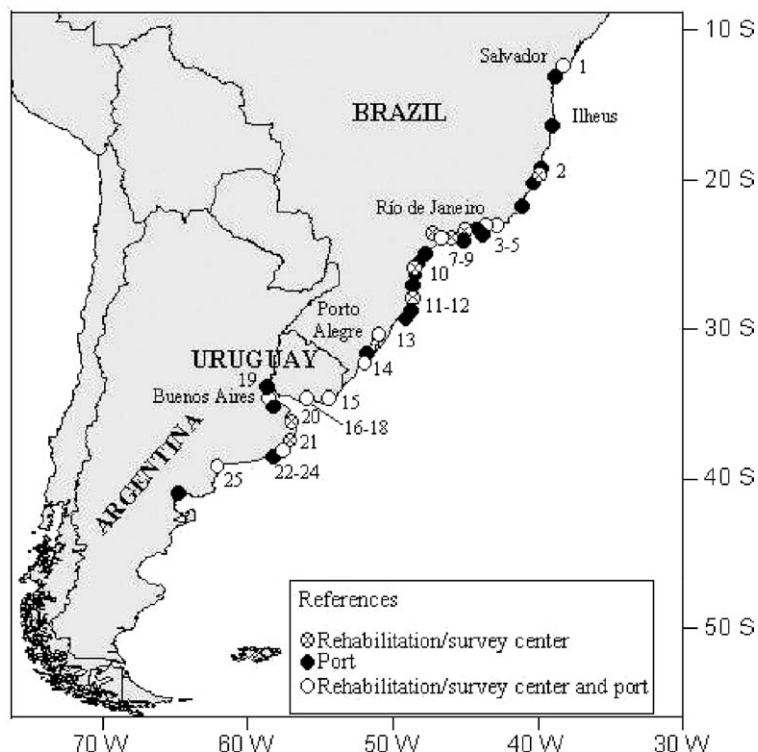 10 S
Salvador
1
BRAZIL
Ilheus
2
20 S
Río de Janeiro
3-5
7-9
10
11-12
Porto
Alegre
13
30 S
URUGUAY
14
19
Buenos Aires
15
20
16-18
21
22-24
25
40 S
ARGENTINA
References
Rehabilitation/survey center
Port
Rehabilitation/survey center and port
50 S
70 W
60 W
50 W
40 W
30 W